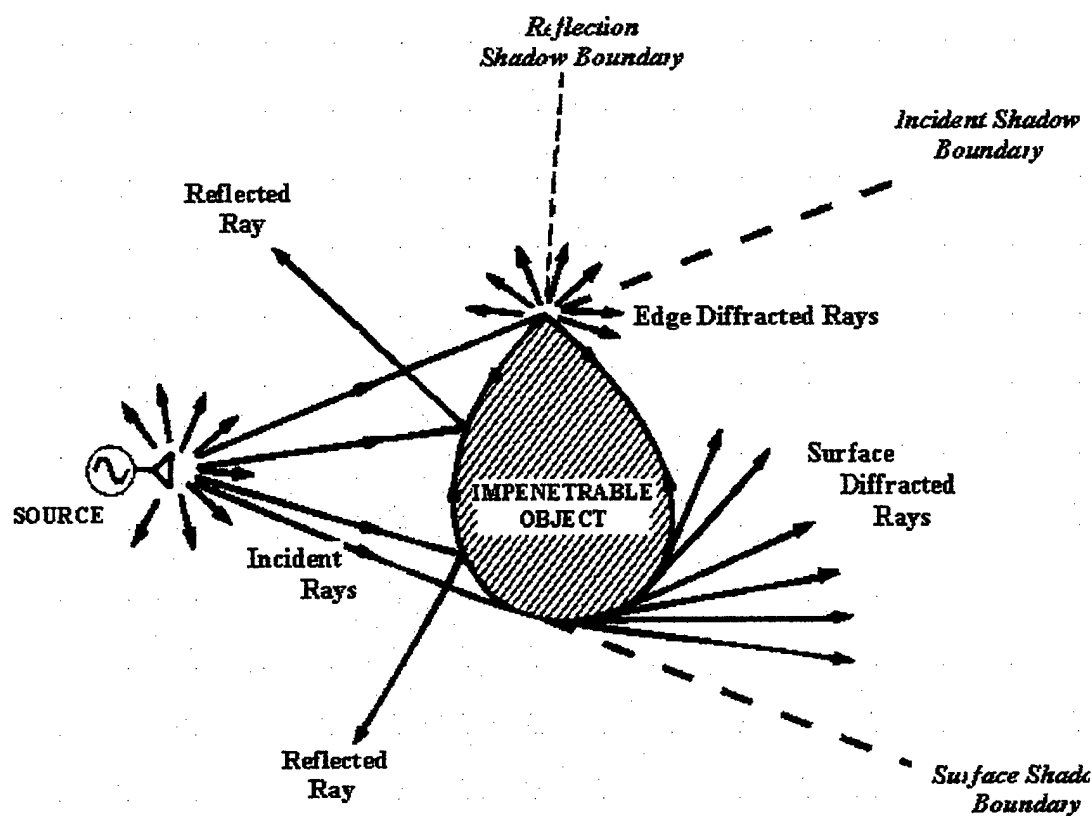 Reflection
Shadow Boundary
Incident Shadow
Boundary
Reflected
Ray
Edge Diffracted Rays
Surface
Diffracted
Rays
IMPENETRABLE
OBJECT
SOURCE
Incident
Rays
Reflected
Ray
Surface Shado
Boundary